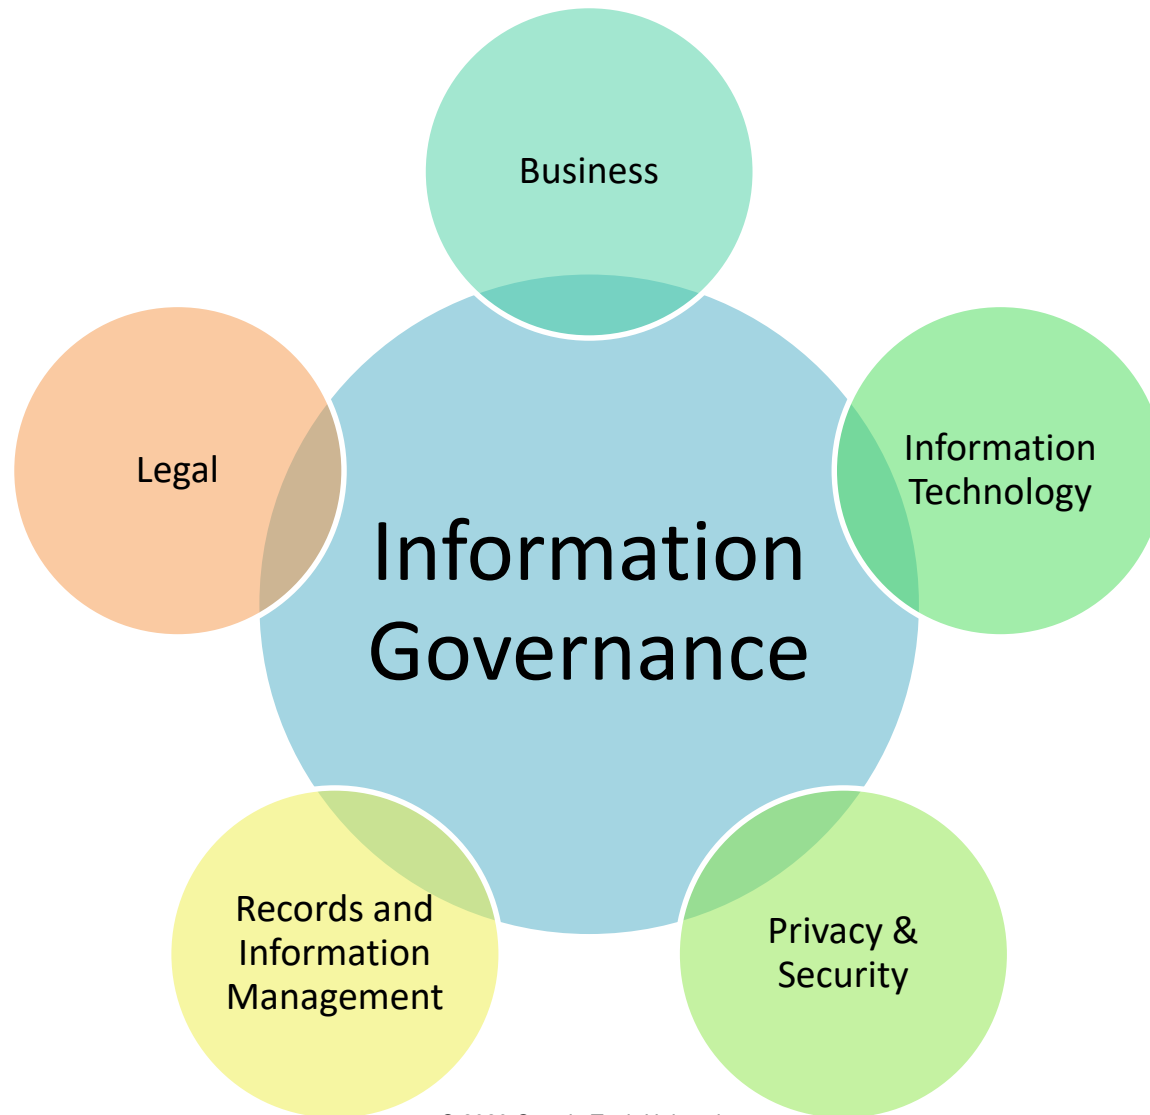 Business
Legal
Information
Technology
Information
Governance
Records and
Information
Management
Privacy &
Security